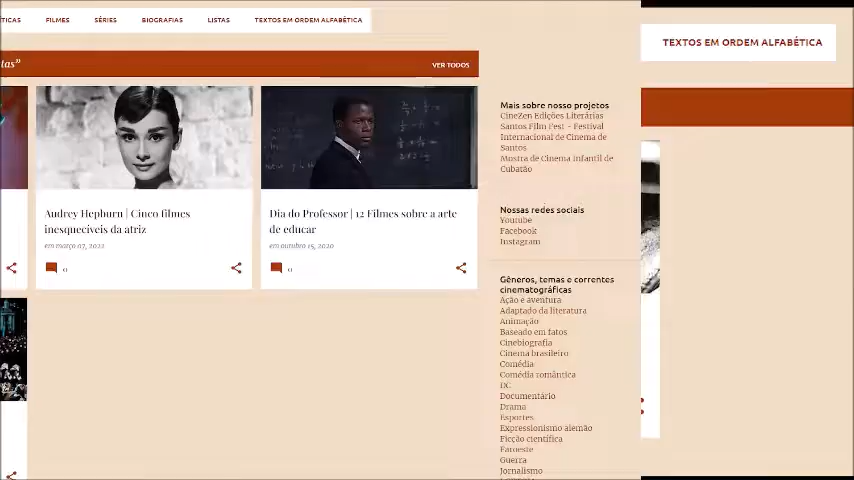 TICAS FILMES SÉRIES BIOGRAFIAS LISTAS TEXTOS EM ORDEM ALFABÉTICA
TEXTOS EM ORDEM ALFABÉTICA
tas”
VER TODOS
Audrey Hepburn | Cinco filmes
inesquecíveis da atriz
em março 07, 2022
0
Dia do Professor | 12 Filmes sobre a arte
de educar
em outubro 15, 2020
0
Mais sobre nosso projetos
CineZen Edições Literárias
Santos Film Fest - Festival
Internacional de Cinema de
Santos
Mostra de Cinema Infantil de
Cubatão
Nossas redes sociais
Youtube
Facebook
Instagram
Gêneros, temas e correntes
cinematográficas
Ação e aventura
Adaptado da literatura
Animação
Baseado em fatos
Cinebiografia
Cinema brasileiro
Comédia
Comédia romântica
DC
Documentário
Drama
Esportes
Expressionismo alemão
Ficção científica
Faroeste
Guerra
Jornalismo